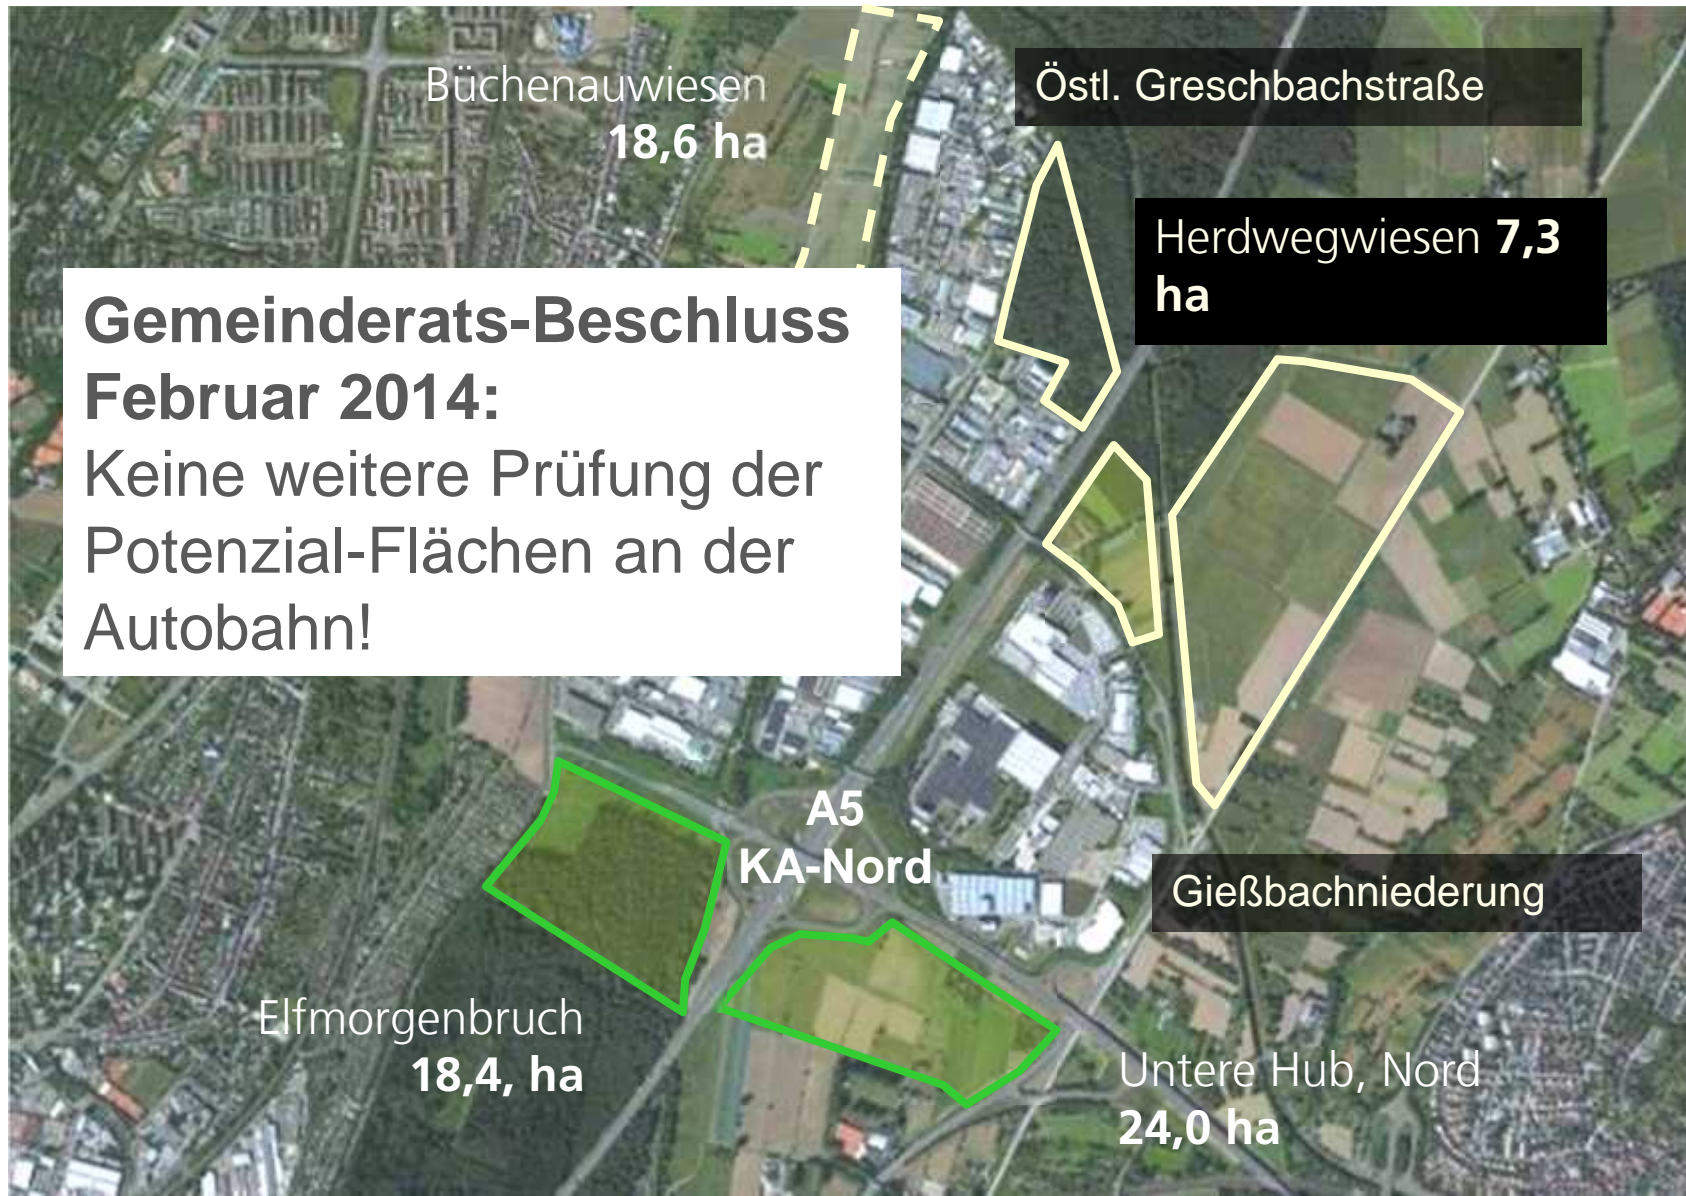 Büchenauwiesen
18,6 ha
Östl. Greschbachstraße
Herdwegwiesen 7,3
ha
Gemeinderats-Beschluss
Februar 2014:
Keine weitere Prüfung der
Potenzial-Flächen an der
Autobahn!
A5
KA-Nord
Gießbachniederung
Elfmorgenbruch
18,4, ha
Untere Hub, Nord
24,0 ha